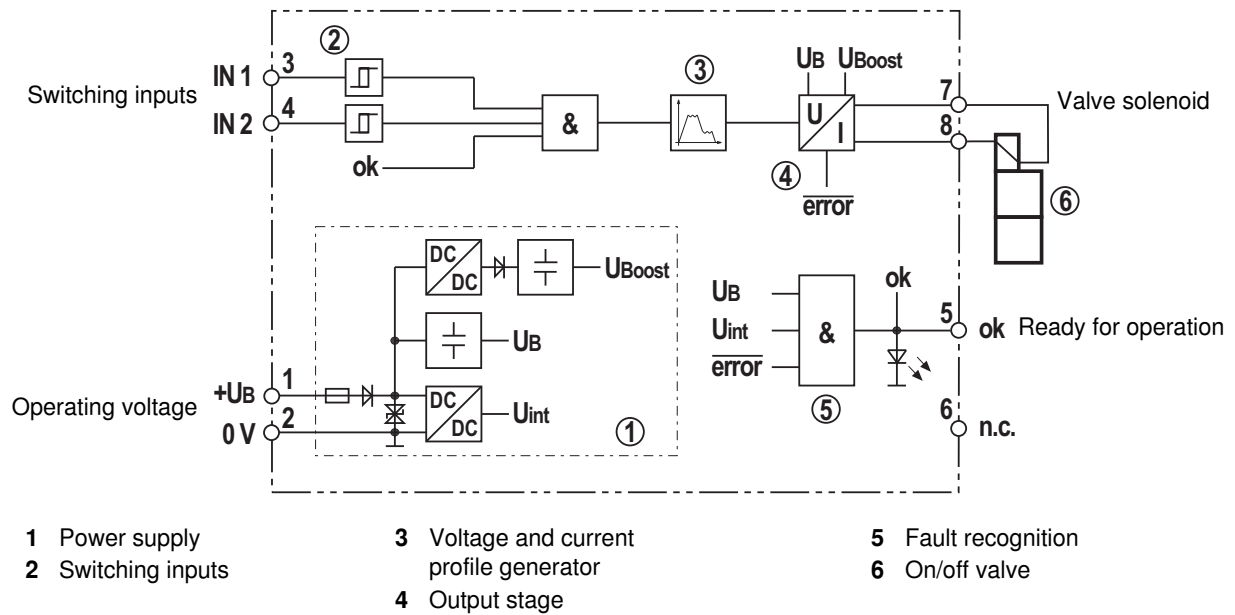 Switching inputs
IN 1
3
②
IN 2
4
ok
&
③
UB UBoost
U
I
④
error
7
8
Valve solenoid
⑥
DC
DC
UBoost
UB
Operating voltage
+UB
1
0 V
2
DC
DC
Uint
①
UB
Uint
error
&
⑤
ok
5
ok
Ready for operation
6
n.c.
1 Power supply
2 Switching inputs
3 Voltage and current
profile generator
4 Output stage
5 Fault recognition
6 On/off valve